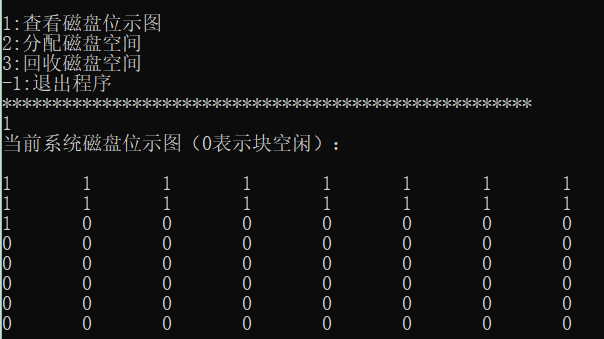 1:查看磁盘位示图
2:分配磁盘空间
3:回收磁盘空间
-1:退出程序
*****************************************************
1
当前系统磁盘位示图（0表示块空闲）：
1 1 1 1 1 1 1 1
1 1 1 1 1 1 1 1
1 0 0 0 0 0 0 0
0 0 0 0 0 0 0 0
0 0 0 0 0 0 0 0
0 0 0 0 0 0 0 0
0 0 0 0 0 0 0 0
0 0 0 0 0 0 0 0